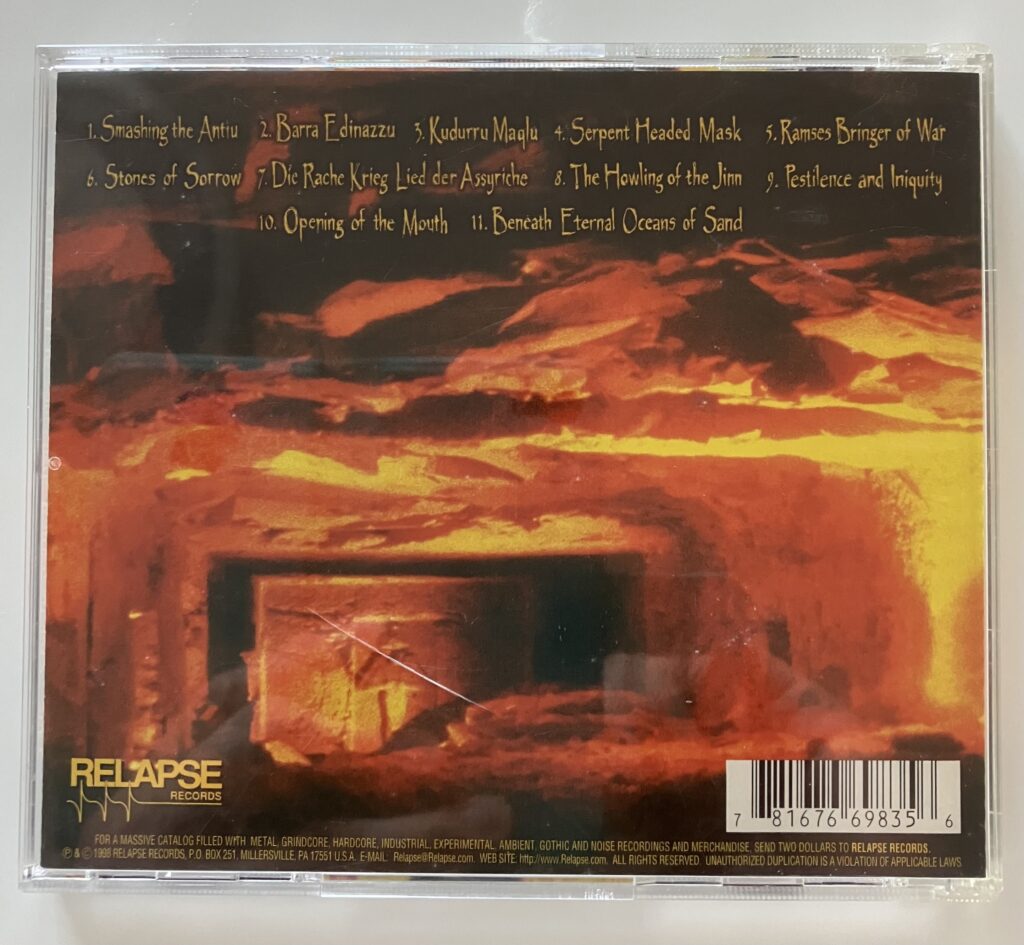 1. Smashing the Antiu 2. Barra Edinazzu 3. Kudurru Maqlu 4. Serpent Headed Mask 5. Ramses Bringer of War
6. Stones of Sorrow 7. Die Rache Krieg Lied der Assyriche 8. The Howling of the Jinn 9. Pestilence and Iniquity
10. Opening of the Mouth 11. Beneath Eternal Oceans of Sand
RELAPSE
RECORDS
7 81676 69835 6
FOR A MASSIVE CATALOG FILLED WITH METAL, GRINDCORE, HARDCORE, INDUSTRIAL, EXPERIMENTAL, AMBIENT, GOTHIC AND NOISE RECORDINGS AND MERCHANDISE, SEND TWO DOLLARS TO RELAPSE RECORDS.
℗ & © 1998 RELAPSE RECORDS, P.O. BOX 251, MILLERSVILLE, PA 17551 U.S.A. E-MAIL: Relapse@Relapse.com. WEB SITE: http://www.Relapse.com. ALL RIGHTS RESERVED. UNAUTHORIZED DUPLICATION IS A VIOLATION OF APPLICABLE LAWS